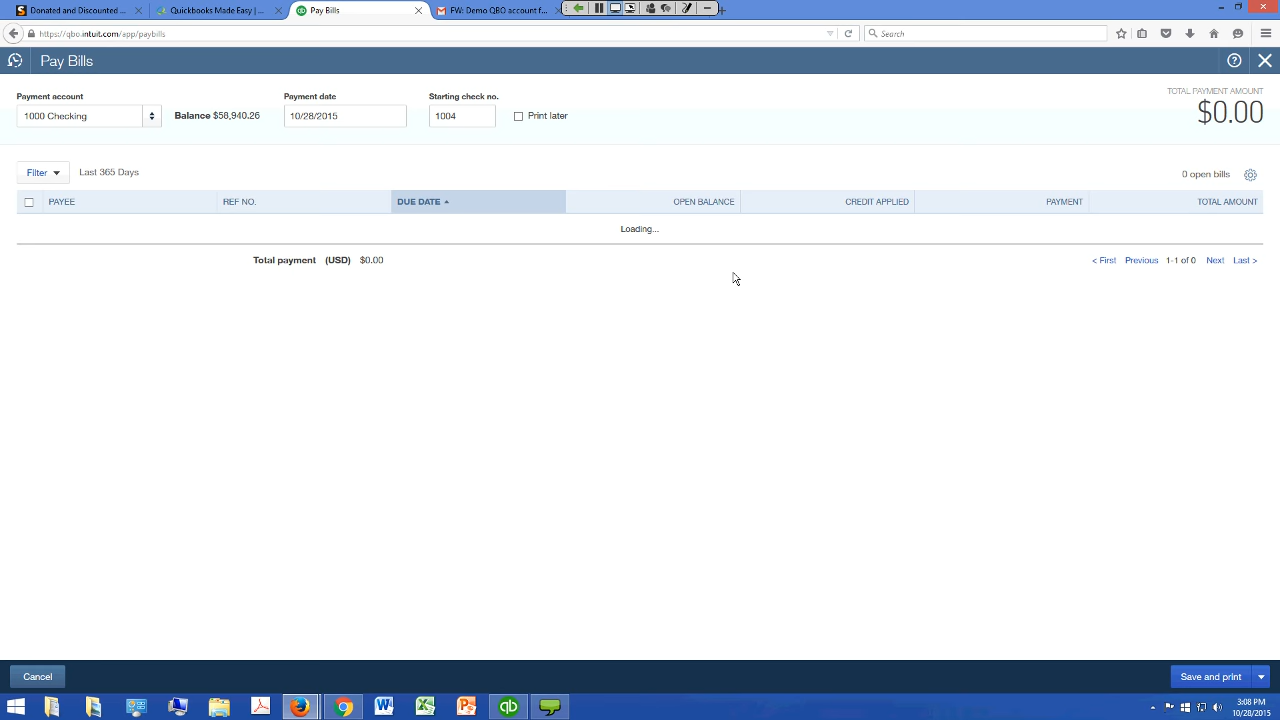 Donated and Discounted ...
Quickbooks Made Easy | ...
Pay Bills
FW: Demo QBO account f...
https://qbo.intuit.com/app/paybills
Search
Pay Bills
Payment account
Payment date
Starting check no.
TOTAL PAYMENT AMOUNT
1000 Checking
Balance $58,940.26
10/28/2015
1004
Print later
$0.00
Filter
Last 365 Days
0 open bills
PAYEE
REF NO.
DUE DATE
OPEN BALANCE
CREDIT APPLIED
PAYMENT
TOTAL AMOUNT
Loading...
Total payment (USD) $0.00
< First Previous 1-1 of 0 Next Last >
Cancel
Save and print
3:08 PM
10/28/2015